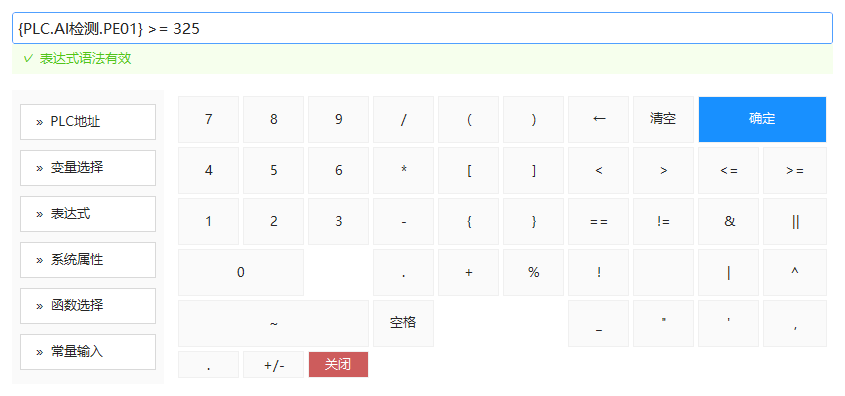 {PLC.AI检测.PE01} >= 325
✓ 表达式语法有效
» PLC地址
» 变量选择
» 表达式
» 系统属性
» 函数选择
» 常量输入
7 8 9 / ( ) ← 清空 确定
4 5 6 * [ ] < > <= >=
1 2 3 - { } == != & ||
0 . + % ! | ^
~ 空格 _ " ' ,
. +/- 关闭